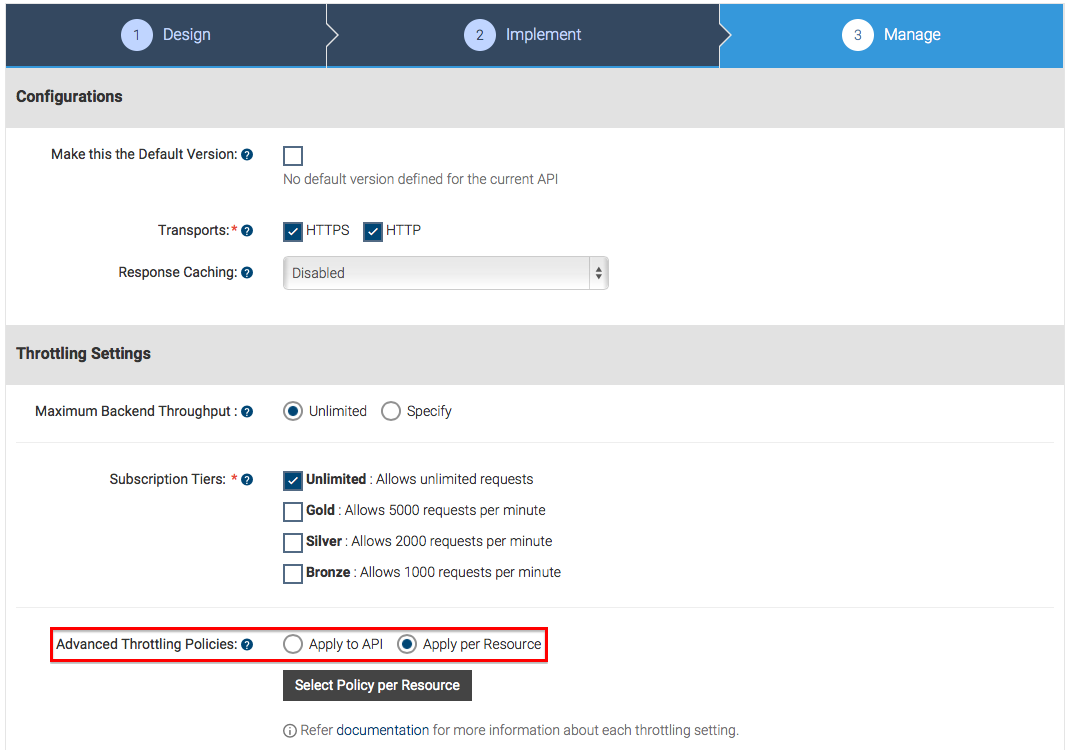 1 Design 2 Implement 3 Manage
Configurations
Make this the Default Version: ?
No default version defined for the current API
Transports:* ? HTTPS HTTP
Response Caching: ? Disabled
Throttling Settings
Maximum Backend Throughput : ? Unlimited Specify
Subscription Tiers: * ? Unlimited : Allows unlimited requests
Gold : Allows 5000 requests per minute
Silver : Allows 2000 requests per minute
Bronze : Allows 1000 requests per minute
Advanced Throttling Policies: ? Apply to API Apply per Resource
Select Policy per Resource
i Refer documentation for more information about each throttling setting.